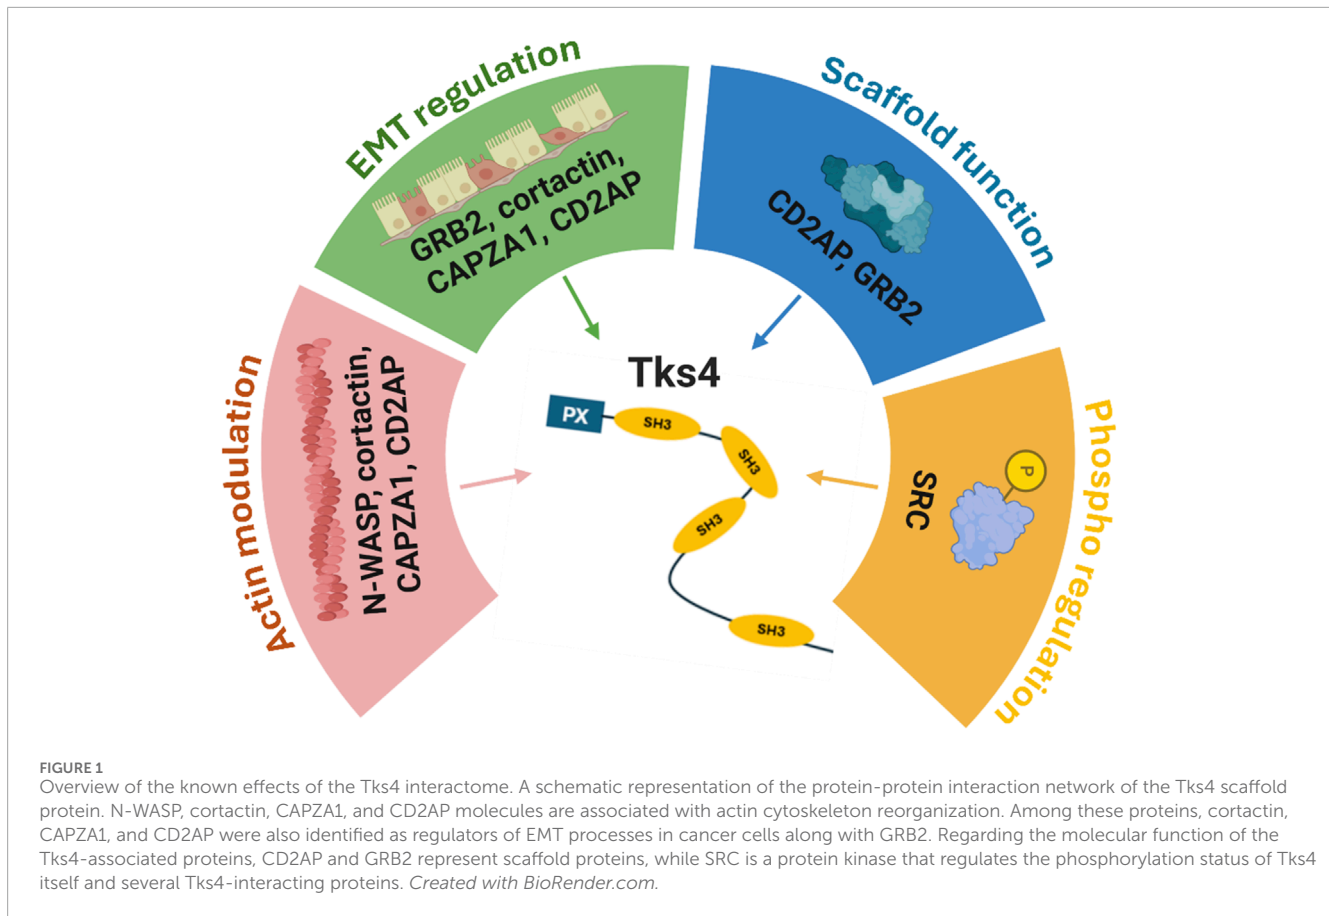 EMT regulation
GRB2, cortactin,
CAPZA1, CD2AP
Scaffold function
CD2AP, GRB2
Actin modulation
N-WASP, cortactin,
CAPZA1, CD2AP
Phospho regulation
SRC
P
Tks4
PX
SH3
SH3
SH3
SH3
FIGURE 1
Overview of the known effects of the Tks4 interactome. A schematic representation of the protein-protein interaction network of the Tks4 scaffold
protein. N-WASP, cortactin, CAPZA1, and CD2AP molecules are associated with actin cytoskeleton reorganization. Among these proteins, cortactin,
CAPZA1, and CD2AP were also identified as regulators of EMT processes in cancer cells along with GRB2. Regarding the molecular function of the
Tks4-associated proteins, CD2AP and GRB2 represent scaffold proteins, while SRC is a protein kinase that regulates the phosphorylation status of Tks4
itself and several Tks4-interacting proteins. Created with BioRender.com.